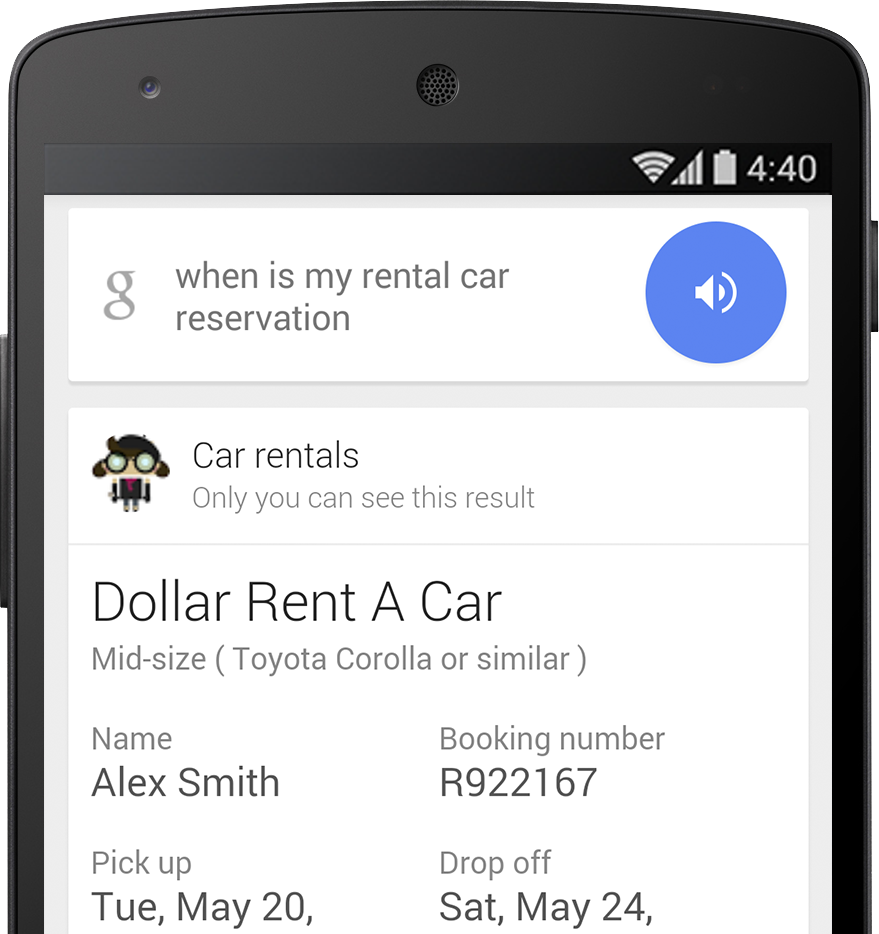 4:40
g
when is my rental car
reservation
Car rentals
Only you can see this result
Dollar Rent A Car
Mid-size ( Toyota Corolla or similar )
Name
Booking number
Alex Smith
R922167
Pick up
Drop off
Tue, May 20,
Sat, May 24,